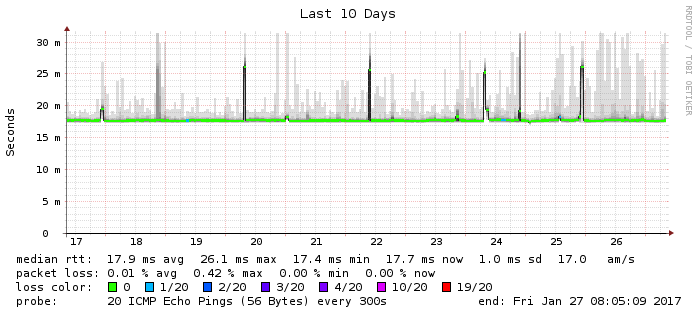 Last 10 Days
RRDTOOL / TOBI OETIKER
Seconds
30 m
25 m
20 m
15 m
10 m
5 m
0
17 18 19 20 21 22 23 24 25 26
median rtt: 17.9 ms avg 26.1 ms max 17.4 ms min 17.7 ms now 1.0 ms sd 17.0 am/s
packet loss: 0.01 % avg 0.42 % max 0.00 % min 0.00 % now
loss color: 0 1/20 2/20 3/20 4/20 10/20 19/20
probe: 20 ICMP Echo Pings (56 Bytes) every 300s end: Fri Jan 27 08:05:09 2017